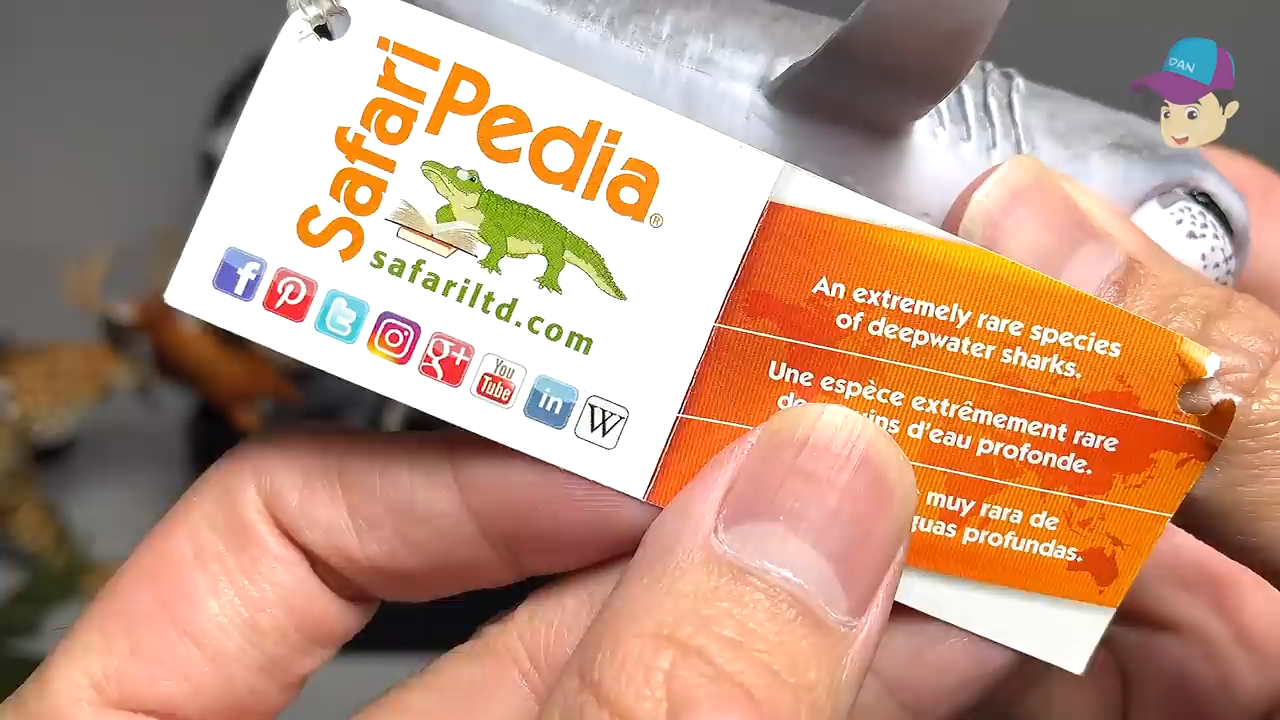 Safari
Pedia®
safariltd.com
f
g+
You
Tube
in
W
An extremely rare species
of deepwater sharks.
Une espèce extrêmement rare
d'eau profonde.
muy rara de
profundas.
DAN